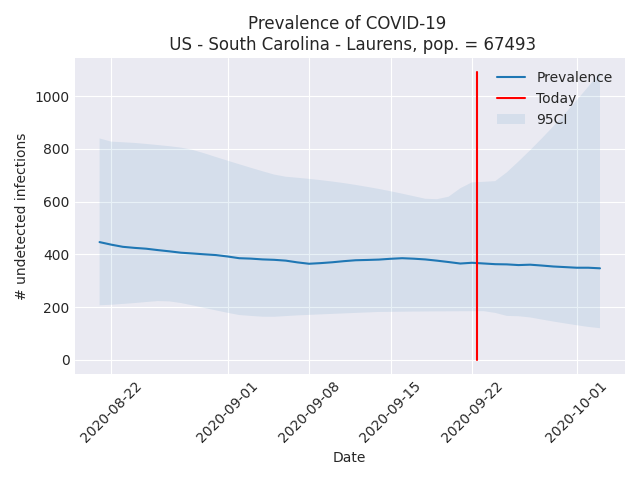 Prevalence of COVID-19
US - South Carolina - Laurens, pop. = 67493
Prevalence
Today
95CI
# undetected infections
1000
800
600
400
200
0
2020-08-22
2020-09-01
2020-09-08
2020-09-15
2020-09-22
2020-10-01
Date